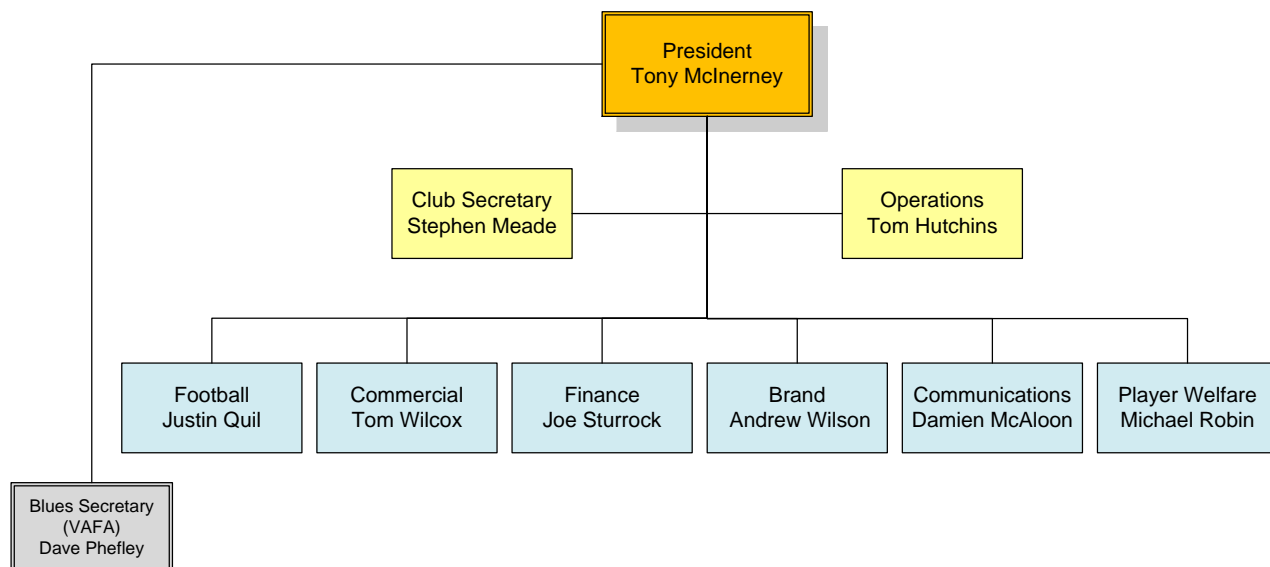 President
Tony McInerney
Club Secretary
Stephen Meade
Operations
Tom Hutchins
Football
Justin Quil
Commercial
Tom Wilcox
Finance
Joe Sturrock
Brand
Andrew Wilson
Communications
Damien McAloon
Player Welfare
Michael Robin
Blues Secretary
(VAFA)
Dave Phefley